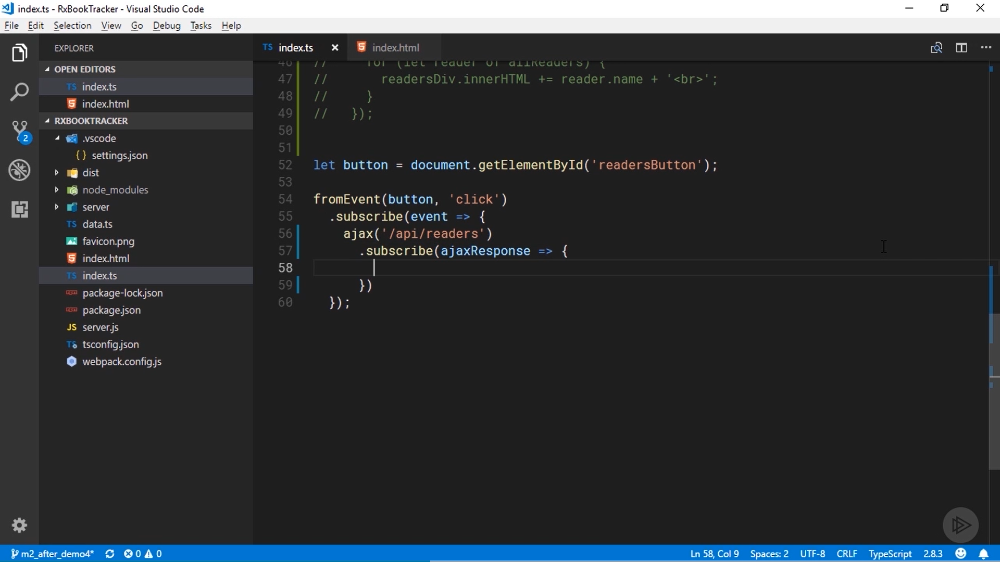 index.ts - RxBookTracker - Visual Studio Code
File Edit Selection View Go Debug Tasks Help
EXPLORER
OPEN EDITORS
TS index.ts
index.html
RXBOOKTRACKER
.vscode
{ } settings.json
dist
node_modules
server
TS data.ts
favicon.png
index.html
TS index.ts
package-lock.json
package.json
JS server.js
tsconfig.json
webpack.config.js
2
TS index.ts × index.html
46 // for (let reader of allReaders) {
47 // readersDiv.innerHTML += reader.name + '<br>';
48 // }
49 // });
50
51
52 let button = document.getElementById('readersButton');
53
54 fromEvent(button, 'click')
55 .subscribe(event => {
56 ajax('/api/readers')
57 .subscribe(ajaxResponse => {
58
59 })
60 });
m2_after_demo4* 0 0 Ln 58, Col 9 Spaces: 2 UTF-8 CRLF TypeScript 2.8.3